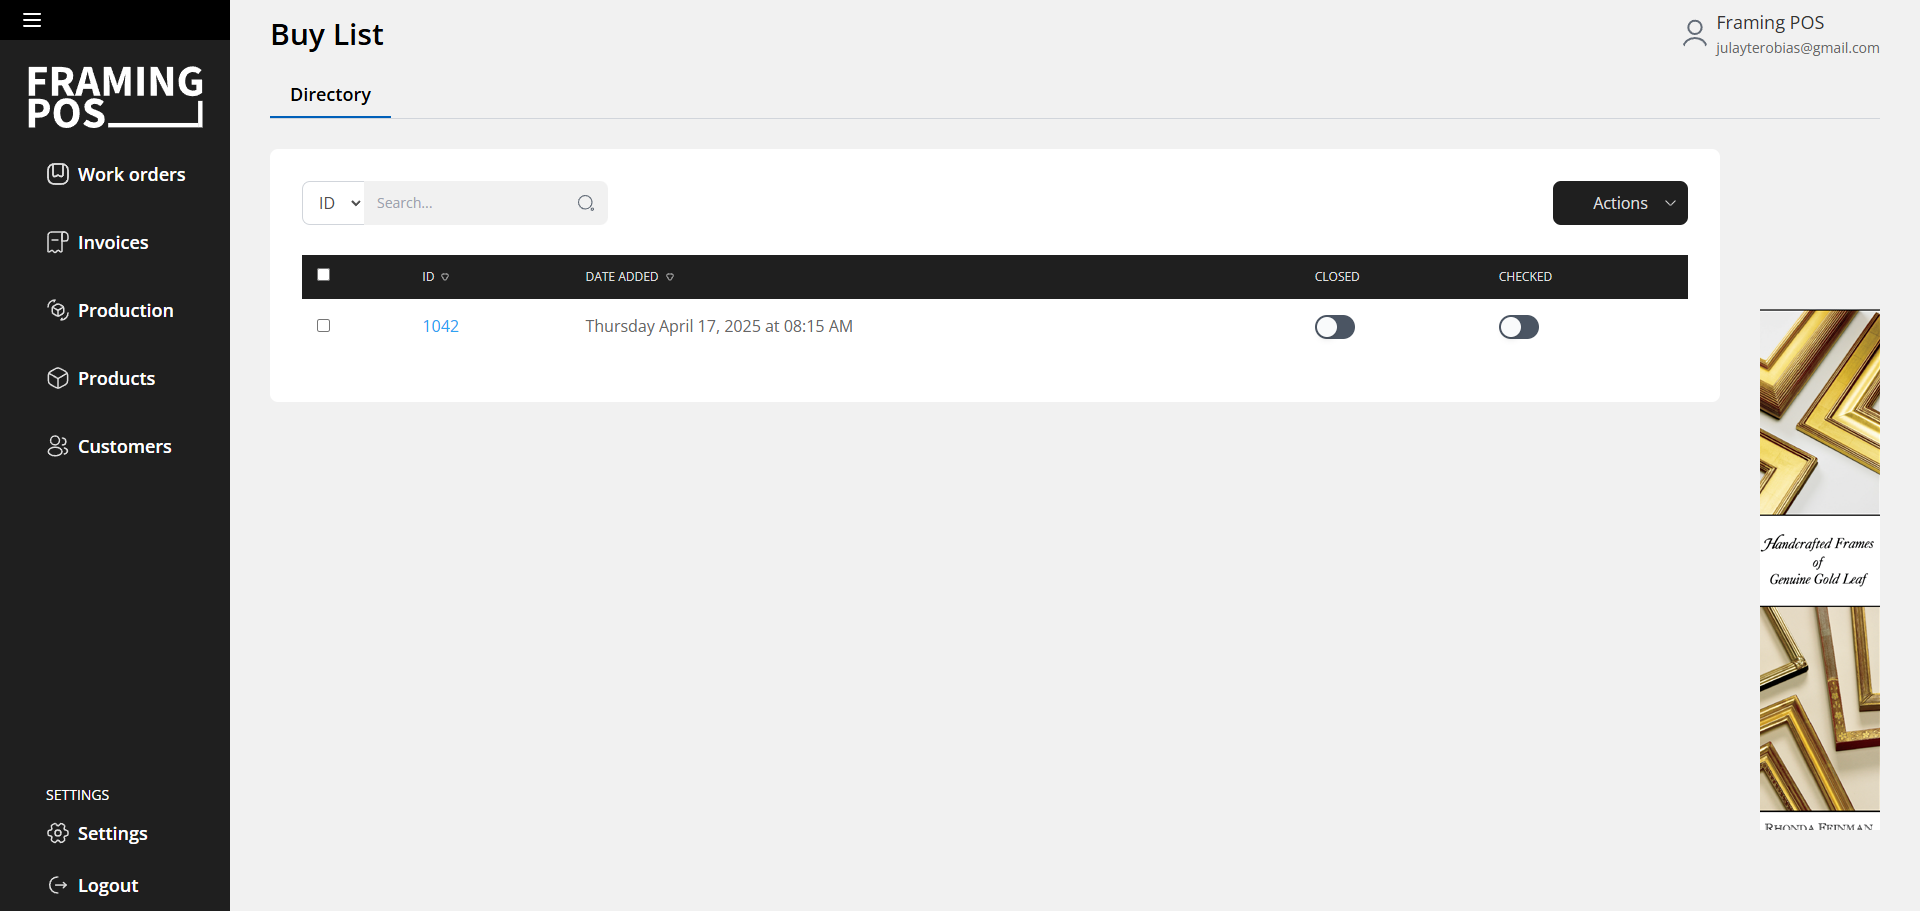 FRAMING
POS
Work orders
Invoices
Production
Products
Customers
SETTINGS
Settings
Logout
Buy List
Framing POS
julayterobias@gmail.com
Directory
ID
Search...
Actions
ID
DATE ADDED
CLOSED
CHECKED
1042
Thursday April 17, 2025 at 08:15 AM
Handcrafted Frames
of
Genuine Gold Leaf
RHONDA FEINMAN